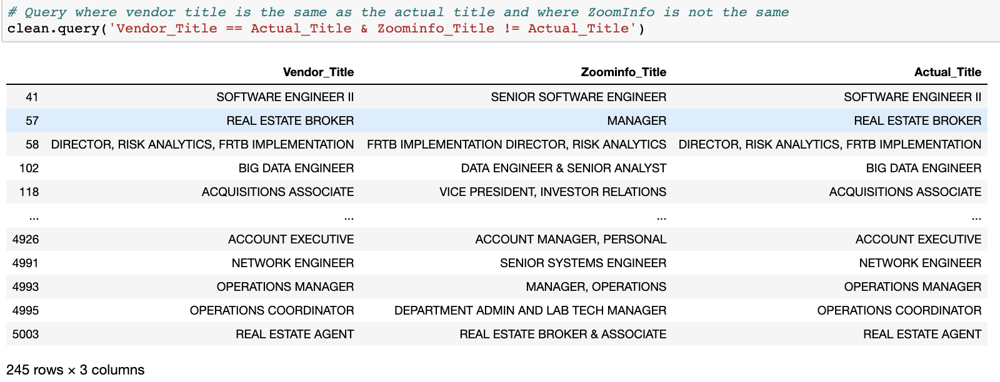 # Query where vendor title is the same as the actual title and where ZoomInfo is not the same
clean.query('Vendor_Title == Actual_Title & Zoominfo_Title != Actual_Title')
Vendor_Title Zoominfo_Title Actual_Title
41 SOFTWARE ENGINEER II SENIOR SOFTWARE ENGINEER SOFTWARE ENGINEER II
57 REAL ESTATE BROKER MANAGER REAL ESTATE BROKER
58 DIRECTOR, RISK ANALYTICS, FRTB IMPLEMENTATION FRTB IMPLEMENTATION DIRECTOR, RISK ANALYTICS DIRECTOR, RISK ANALYTICS, FRTB IMPLEMENTATION
102 BIG DATA ENGINEER DATA ENGINEER & SENIOR ANALYST BIG DATA ENGINEER
118 ACQUISITIONS ASSOCIATE VICE PRESIDENT, INVESTOR RELATIONS ACQUISITIONS ASSOCIATE
... ... ... ...
4926 ACCOUNT EXECUTIVE ACCOUNT MANAGER, PERSONAL ACCOUNT EXECUTIVE
4991 NETWORK ENGINEER SENIOR SYSTEMS ENGINEER NETWORK ENGINEER
4993 OPERATIONS MANAGER MANAGER, OPERATIONS OPERATIONS MANAGER
4995 OPERATIONS COORDINATOR DEPARTMENT ADMIN AND LAB TECH MANAGER OPERATIONS COORDINATOR
5003 REAL ESTATE AGENT REAL ESTATE BROKER & ASSOCIATE REAL ESTATE AGENT
245 rows × 3 columns